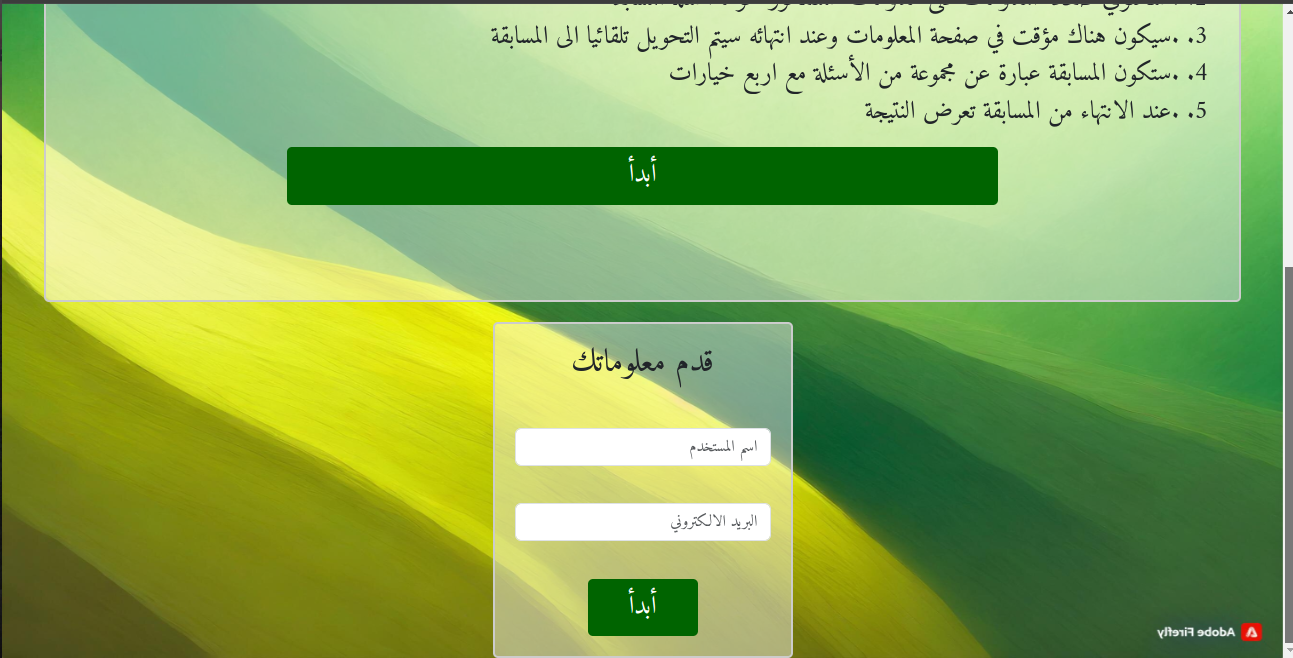 3. .سيكون هناك مؤقت في صفحة المعلومات وعند انتهائه سيتم التحويل تلقائيا الى المسابقة
4. .ستكون المسابقة عبارة عن مجموعة من الأسئلة مع اربع خيارات
5. .عند الانتهاء من المسابقة تعرض النتيجة
أبدأ
قدم معلوماتك
اسم المستخدم
البريد الالكتروني
أبدأ
Adobe Firefly